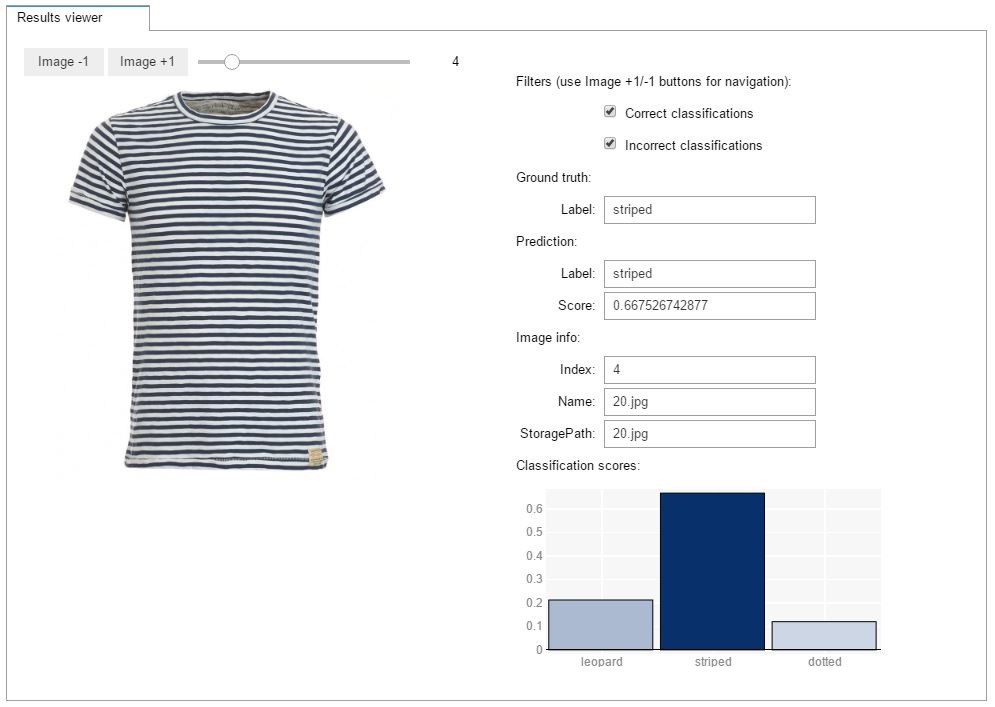 Results viewer
Image -1 Image +1 4
Filters (use Image +1/-1 buttons for navigation):
Correct classifications
Incorrect classifications
Ground truth:
Label: striped
Prediction:
Label: striped
Score: 0.667526742877
Image info:
Index: 4
Name: 20.jpg
StoragePath: 20.jpg
Classification scores:
0.6
0.5
0.4
0.3
0.2
0.1
0
leopard striped dotted